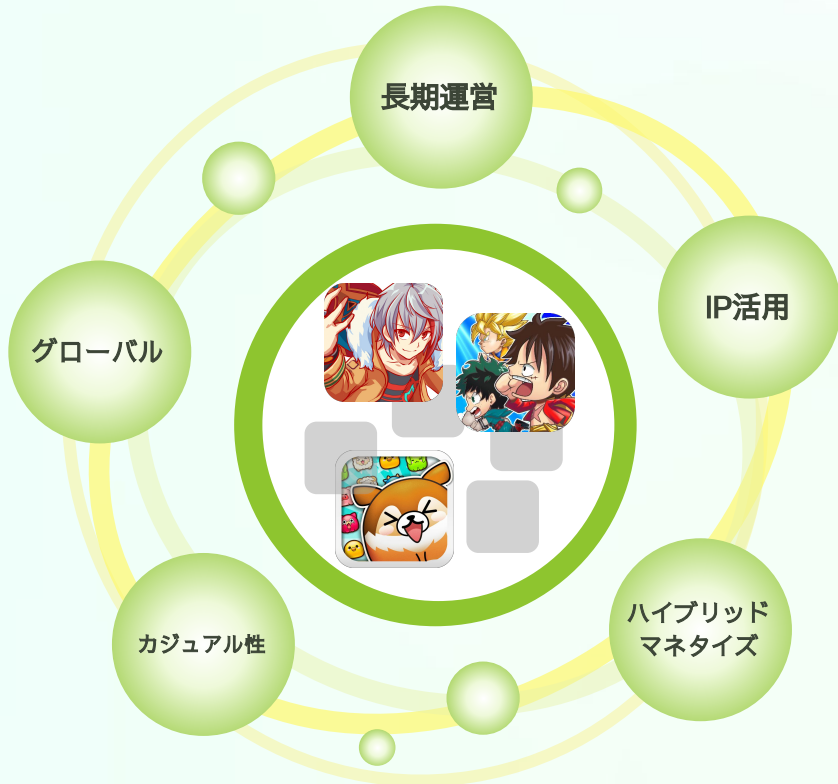 長期運営
IP活用
グローバル
カジュアル性
ハイブリッド
マネタイズ